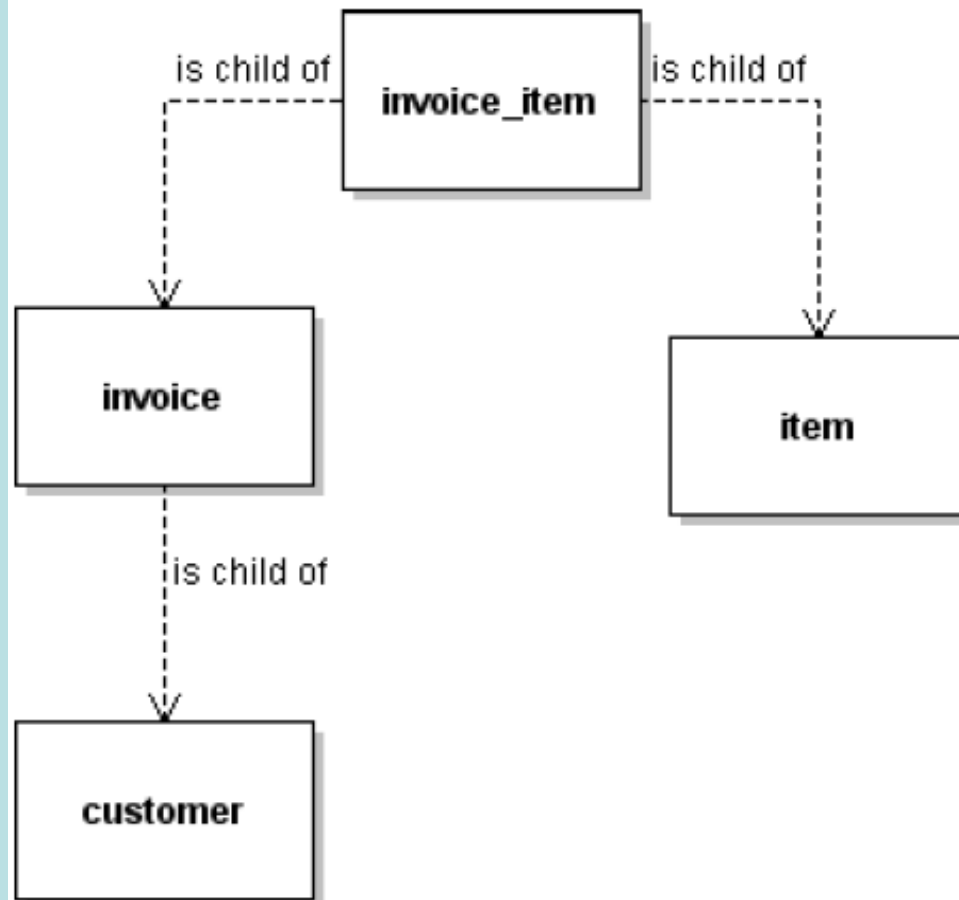 is child of
is child of
invoice_item
invoice
item
is child of
customer